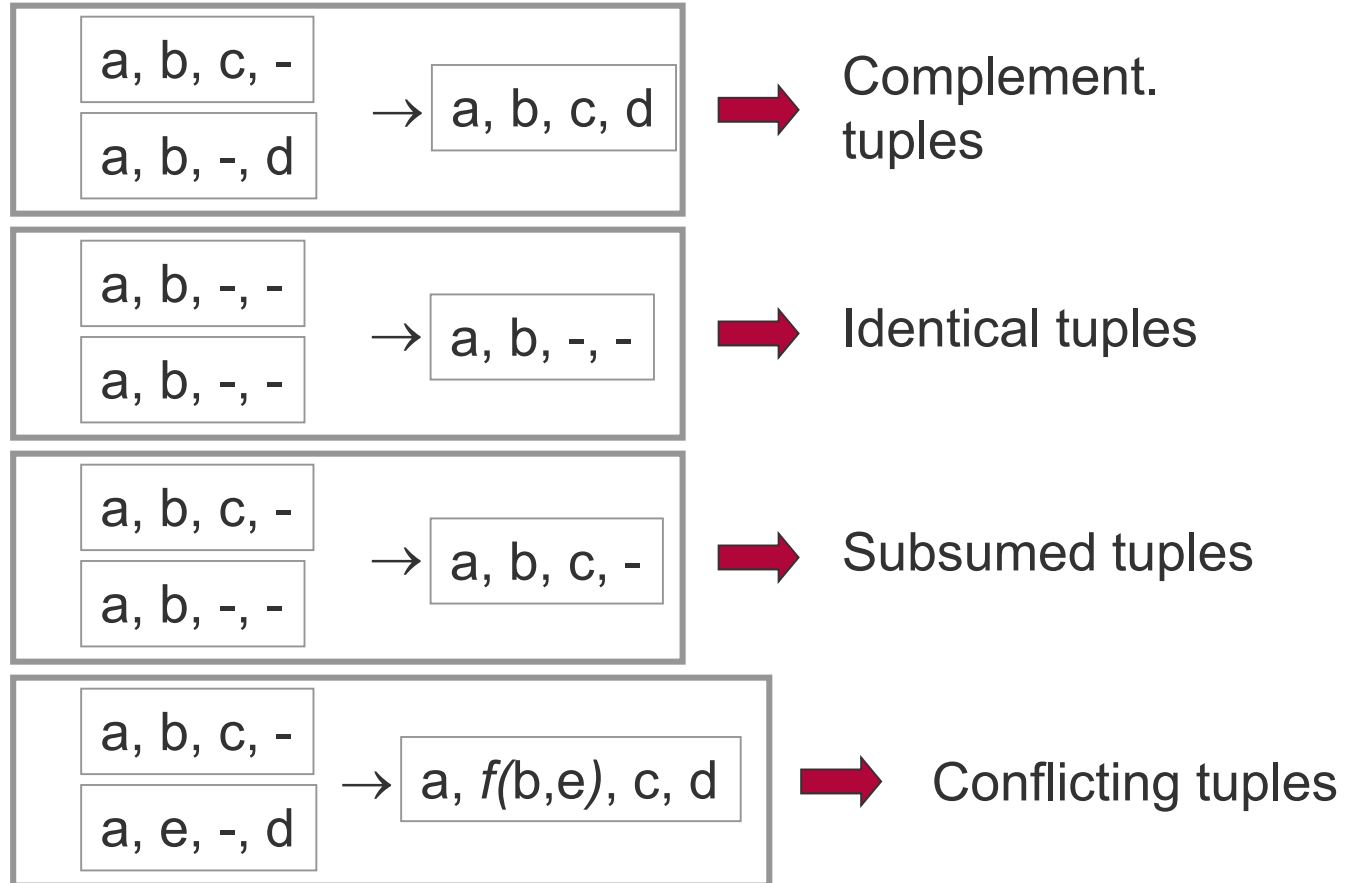 a, b, c, -
a, b, -, d
→ a, b, c, d
Complement.
tuples
a, b, -, -
a, b, -, -
→ a, b, -, -
Identical tuples
a, b, c, -
a, b, -, -
→ a, b, c, -
Subsumed tuples
a, b, c, -
a, e, -, d
→ a, f(b,e), c, d
Conflicting tuples